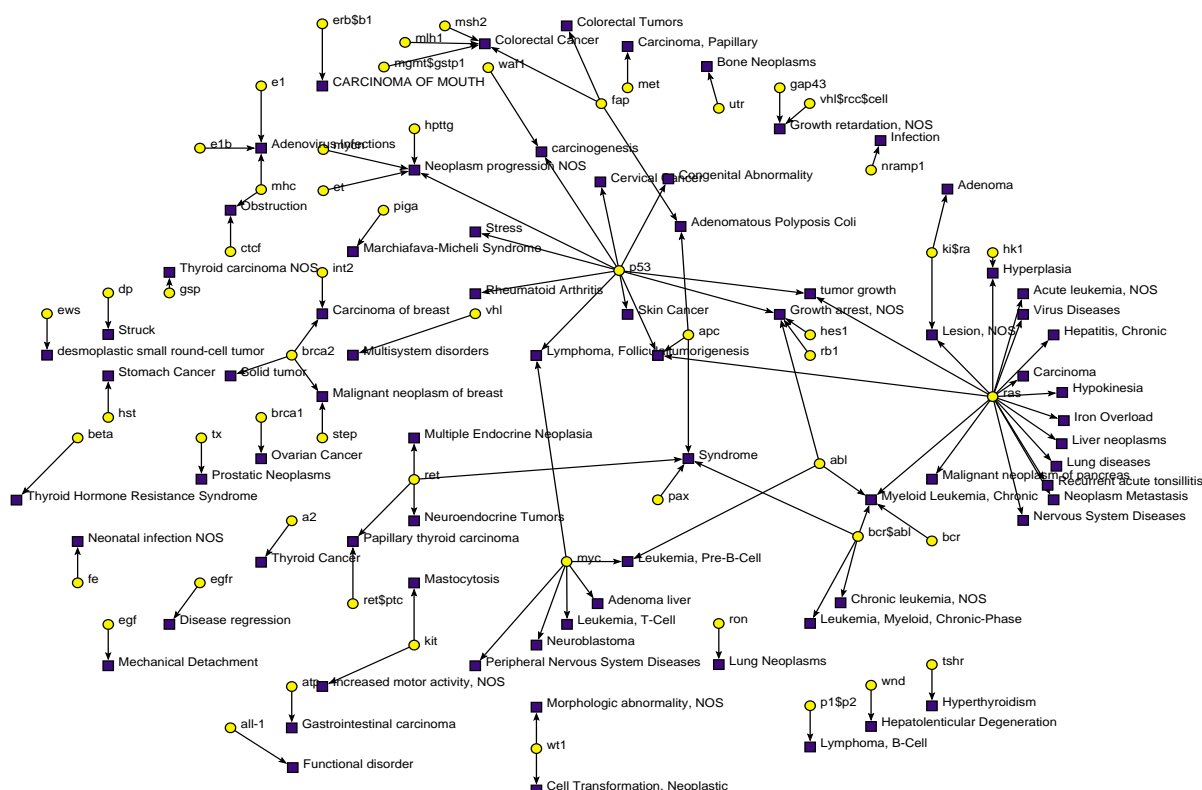 erb$b1
msh2
Colorectal Tumors
mlh1
Colorectal Cancer
Carcinoma, Papillary
mgmt$gstp1
waf1
Bone Neoplasms
e1
CARCINOMA OF MOUTH
met
gap43
fap
vhl$rcc$cell
utr
hpttg
Growth retardation, NOS
Infection
e1b
Adenovirus Infections
carcinogenesis
Neoplasm progression NOS
nramp1
Cervical Cancer
Congenital Abnormality
mhc
et
Adenoma
Obstruction
piga
Stress
Adenomatous Polyposis Coli
ctcf
Marchiafava-Micheli Syndrome
ki$ra
hk1
Thyroid carcinoma NOS
int2
p53
Hyperplasia
dp
gsp
Rheumatoid Arthritis
tumor growth
Acute leukemia, NOS
ews
Carcinoma of breast
vhl
Skin Cancer
Growth arrest, NOS
Virus Diseases
Struck
apc
hes1
Lesion, NOS
Hepatitis, Chronic
desmoplastic small round-cell tumor
brca2
Multisystem disorders
Lymphoma, Follicular
tumorigenesis
rb1
Stomach Cancer
Solid tumor
Carcinoma
Malignant neoplasm of breast
ras
Hypokinesia
hst
brca1
Iron Overload
beta
tx
step
Multiple Endocrine Neoplasia
Liver neoplasms
Ovarian Cancer
Syndrome
abl
Lung diseases
Prostatic Neoplasms
ret
Malignant neoplasm of pancreas
Recurrent acute tonsillitis
Thyroid Hormone Resistance Syndrome
pax
Myeloid Leukemia, Chronic
Neoplasm Metastasis
a2
Neuroendocrine Tumors
Nervous System Diseases
Neonatal infection NOS
Papillary thyroid carcinoma
bcr$abl
bcr
Thyroid Cancer
myc
Leukemia, Pre-B-Cell
fe
egfr
Mastocytosis
ret$ptc
Adenoma liver
Chronic leukemia, NOS
egf
Disease regression
Leukemia, T-Cell
ron
Leukemia, Myeloid, Chronic-Phase
kit
Neuroblastoma
Mechanical Detachment
Peripheral Nervous System Diseases
Lung Neoplasms
tshr
atp
Increased motor activity, NOS
wnd
Morphologic abnormality, NOS
p1$p2
Hyperthyroidism
all-1
Gastrointestinal carcinoma
Hepatolenticular Degeneration
wt1
Lymphoma, B-Cell
Functional disorder
Cell Transformation, Neoplastic